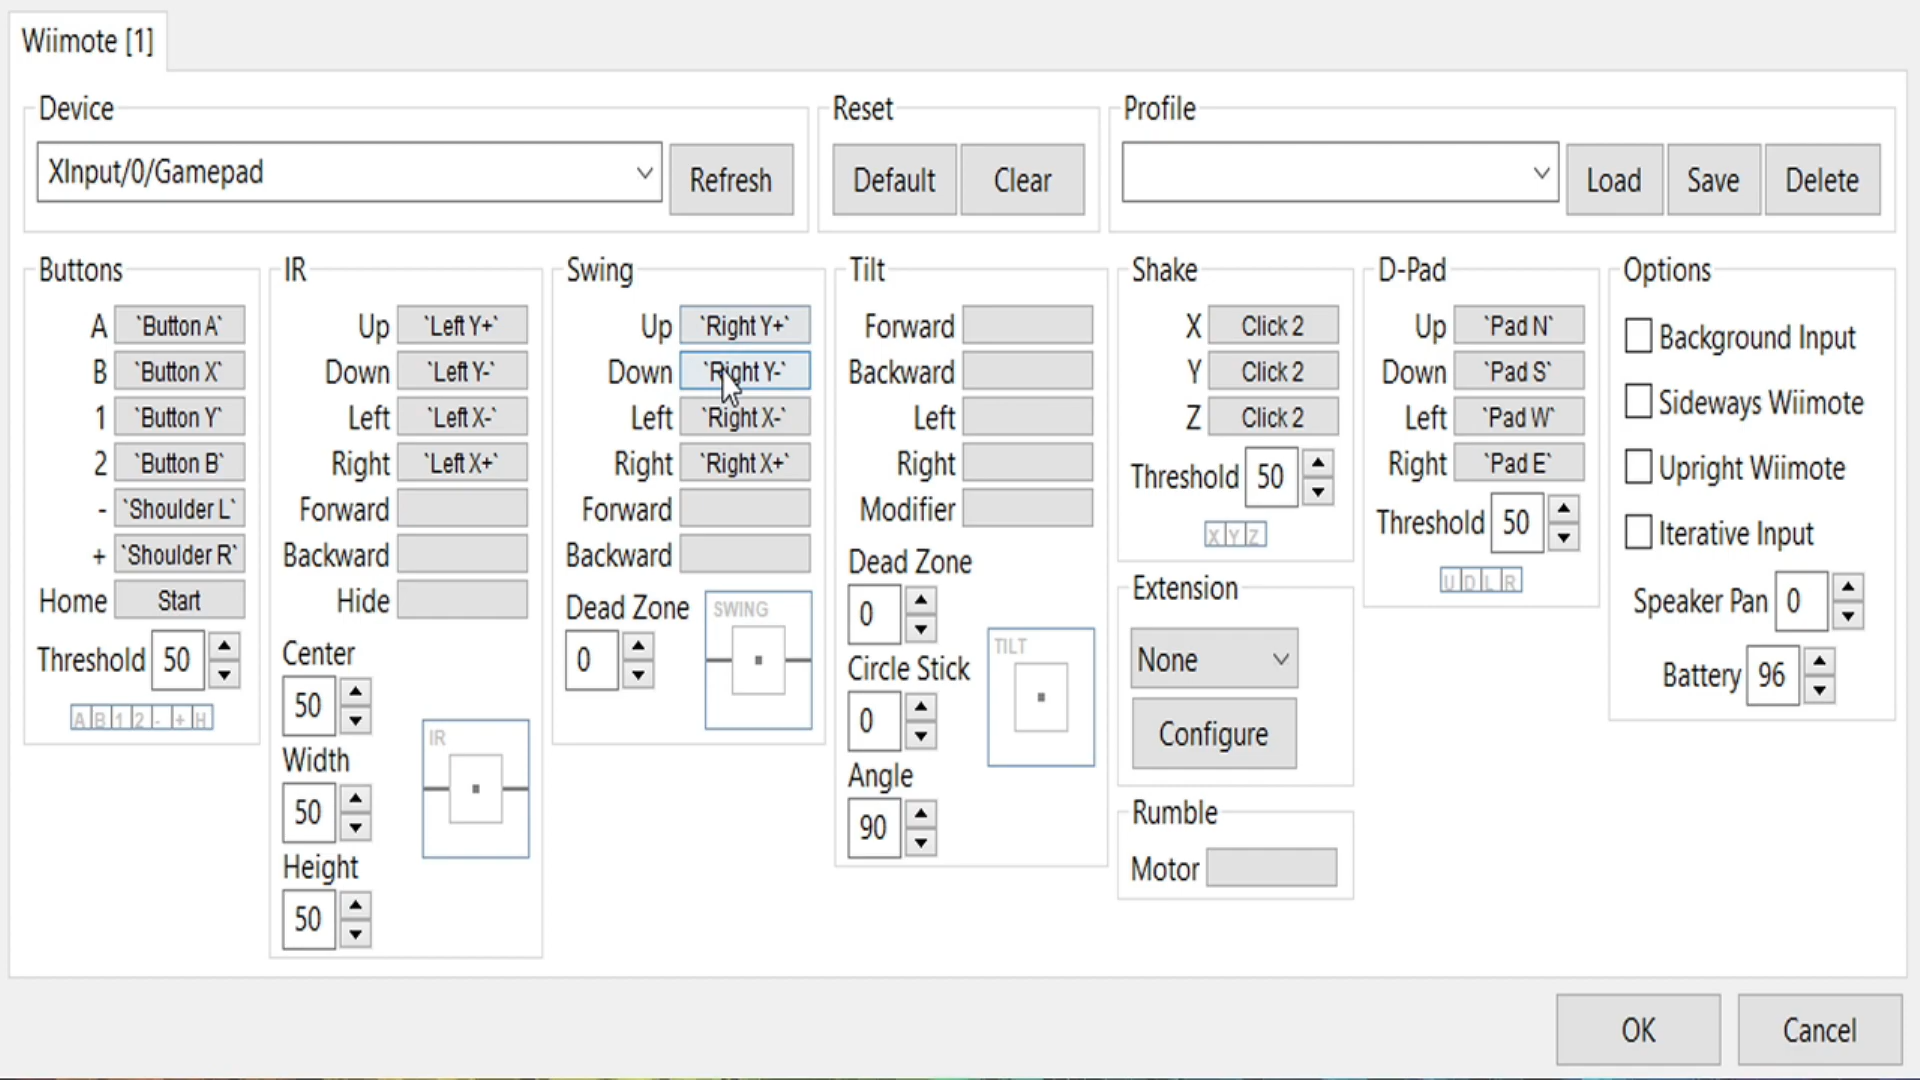 Wiimote [1]
Device
XInput/0/Gamepad
Refresh
Reset
Default
Clear
Profile
Load
Save
Delete
Buttons
A `Button A`
B `Button X`
1 `Button Y`
2 `Button B`
- `Shoulder L`
+ `Shoulder R`
Home Start
Threshold 50
A B 1 2 - + H
IR
Up `Left Y+`
Down `Left Y-`
Left `Left X-`
Right `Left X+`
Forward
Backward
Hide
Center
50
Width
50
IR
Height
50
Swing
Up `Right Y+`
Down `Right Y-`
Left `Right X-`
Right `Right X+`
Forward
Backward
Dead Zone
0
SWING
Tilt
Forward
Backward
Left
Right
Modifier
Dead Zone
0
TILT
Circle Stick
0
Angle
90
Shake
X Click 2
Y Click 2
Z Click 2
Threshold 50
X Y Z
Extension
None
Configure
Rumble
Motor
D-Pad
Up `Pad N`
Down `Pad S`
Left `Pad W`
Right `Pad E`
Threshold 50
U D L R
Options
Background Input
Sideways Wiimote
Upright Wiimote
Iterative Input
Speaker Pan 0
Battery 96
OK
Cancel